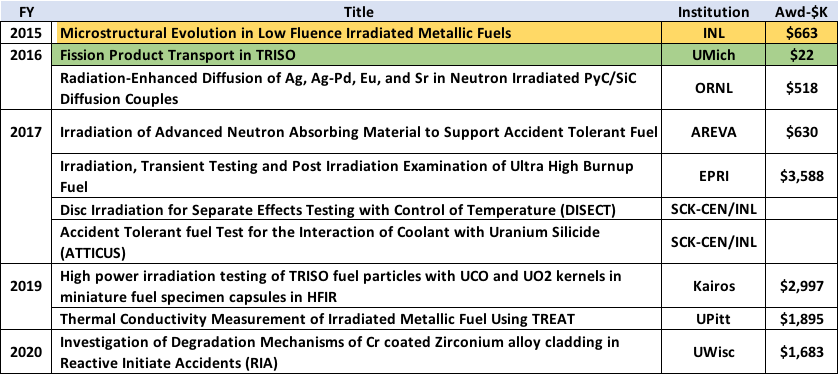 FY Title Institution Awd-$K
2015 Microstructural Evolution in Low Fluence Irradiated Metallic Fuels INL $663
2016 Fission Product Transport in TRISO UMich $22
Radiation-Enhanced Diffusion of Ag, Ag-Pd, Eu, and Sr in Neutron Irradiated PyC/SiC
Diffusion Couples ORNL $518
2017 Irradiation of Advanced Neutron Absorbing Material to Support Accident Tolerant Fuel AREVA $630
Irradiation, Transient Testing and Post Irradiation Examination of Ultra High Burnup
Fuel EPRI $3,588
Disc Irradiation for Separate Effects Testing with Control of Temperature (DISECT) SCK-CEN/INL
Accident Tolerant fuel Test for the Interaction of Coolant with Uranium Silicide
(ATTICUS) SCK-CEN/INL
2019 High power irradiation testing of TRISO fuel particles with UCO and UO2 kernels in
miniature fuel specimen capsules in HFIR Kairos $2,997
Thermal Conductivity Measurement of Irradiated Metallic Fuel Using TREAT UPitt $1,895
2020 Investigation of Degradation Mechanisms of Cr coated Zirconium alloy cladding in
Reactive Initiate Accidents (RIA) UWisc $1,683